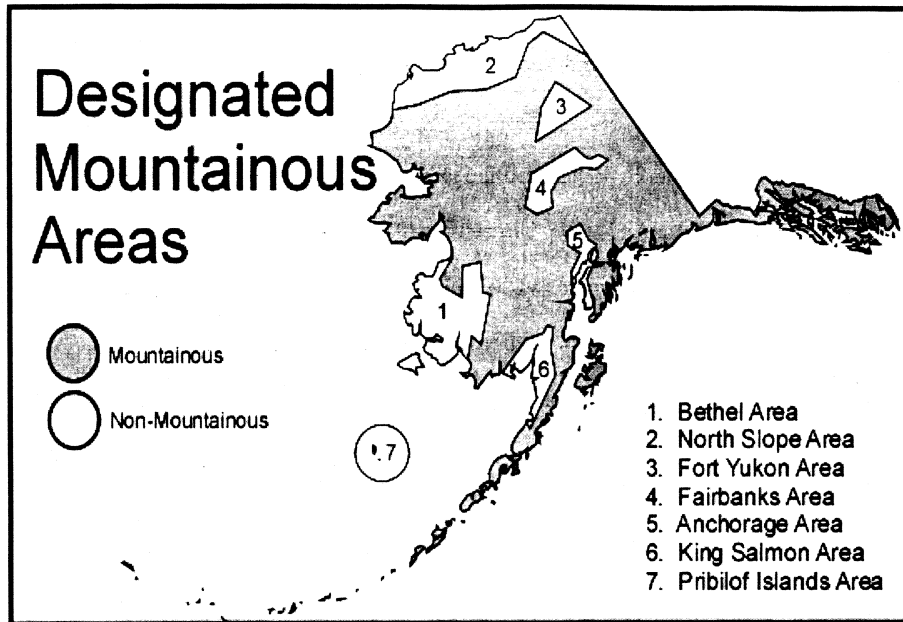 Designated
Mountainous
Areas
Mountainous
Non-Mountainous
1
2
3
4
5
6
7
1. Bethel Area
2. North Slope Area
3. Fort Yukon Area
4. Fairbanks Area
5. Anchorage Area
6. King Salmon Area
7. Pribilof Islands Area